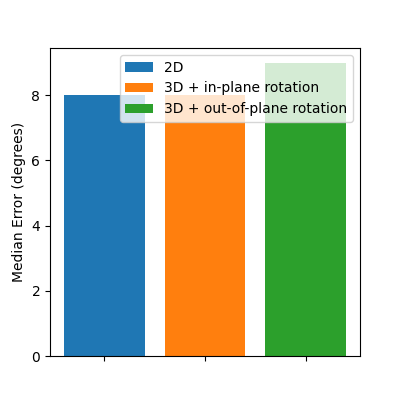 2D
3D + in-plane rotation
3D + out-of-plane rotation
Median Error (degrees)
8
6
4
2
0